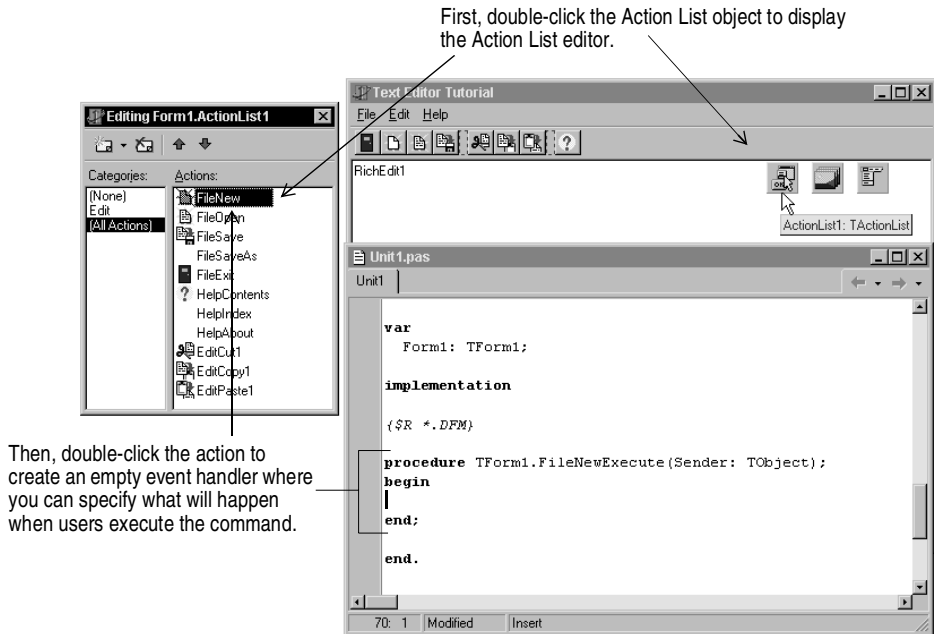 First, double-click the Action List object to display
the Action List editor.
Text Editor Tutorial
File Edit Help
RichEdit1
ActionList1: TActionList
Editing Form1.ActionList1
Categories:
Actions:
(None)
Edit
(All Actions)
FileNew
FileOpen
FileSave
FileSaveAs
FileExit
HelpContents
HelpIndex
HelpAbout
EditCut1
EditCopy1
EditPaste1
Then, double-click the action to
create an empty event handler where
you can specify what will happen
when users execute the command.
Unit1.pas
Unit1
var
Form1: TForm1;
implementation
{$R *.DFM}
procedure TForm1.FileNewExecute(Sender: TObject);
begin
end;
end.
70: 1 Modified Insert